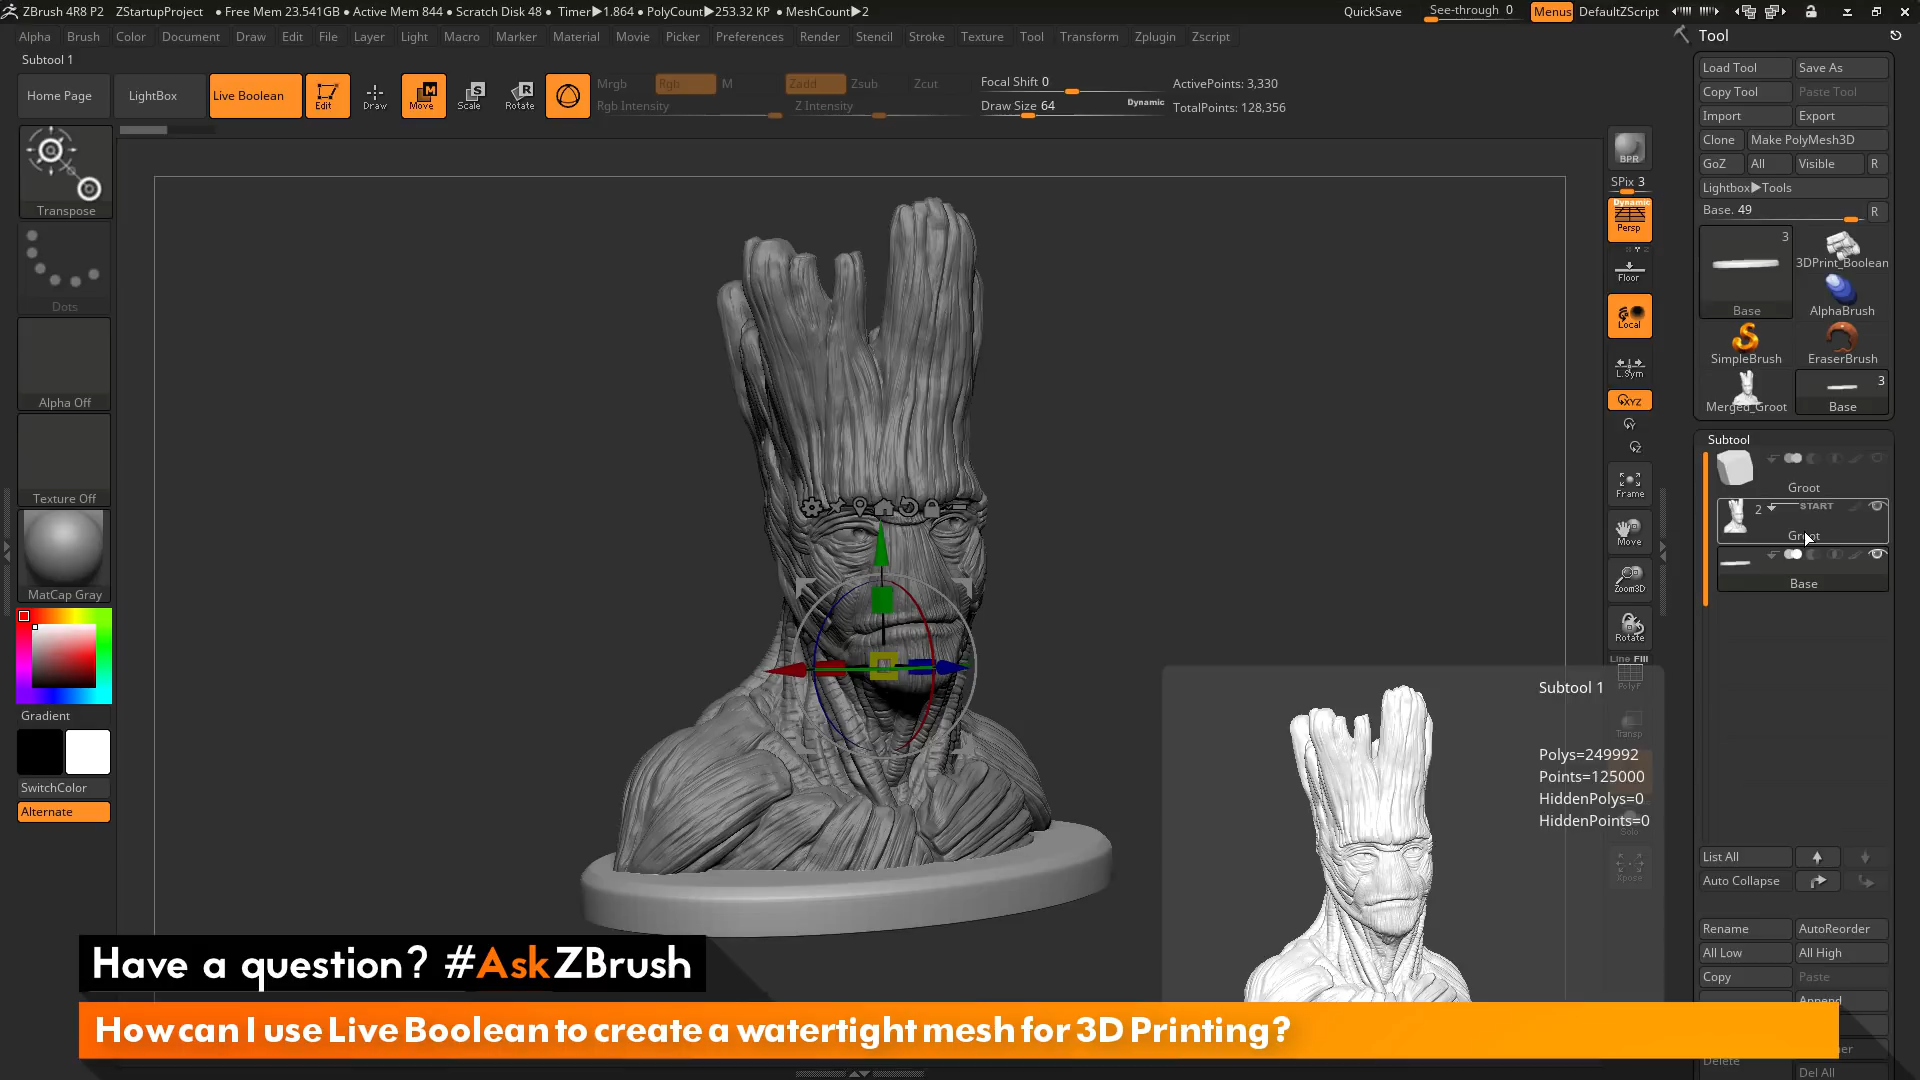 ZBrush 4R8 P2 ZStartupProject ● Free Mem 23.541GB ● Active Mem 844 ● Scratch Disk 48 ● Timer▶1.864 ● PolyCount▶253.32 KP ● MeshCount▶2 QuickSave See-through 0 Menus DefaultZScript
Alpha Brush Color Document Draw Edit File Layer Light Macro Marker Material Movie Picker Preferences Render Stencil Stroke Texture Tool Transform Zplugin Zscript
Subtool 1
Home Page LightBox Live Boolean Edit Draw Move Scale Rotate
Mrgb Rgb M Zadd Zsub Zcut
Rgb Intensity Z Intensity
Focal Shift 0
Draw Size 64 Dynamic
ActivePoints: 3,330
TotalPoints: 128,356
Transpose
Dots
Alpha Off
Texture Off
MatCap Gray
Gradient
SwitchColor
Alternate
BPR
SPix 3
Dynamic
Persp
Floor
Local
L.Sym
XYZ
Y
Z
Frame
Move
Zoom3D
Rotate
Line Fill
PolyF
Transp
Solo
Xpose
Tool
Load Tool Save As
Copy Tool Paste Tool
Import Export
Clone Make PolyMesh3D
GoZ All Visible R
Lightbox▶Tools
Base. 49 R
3
Base
3DPrint_Boolean
AlphaBrush
SimpleBrush EraserBrush
3
Merged_Groot Base
Subtool
Groot
2 START
Groot
Base
List All
Auto Collapse
Rename AutoReorder
All Low All High
Copy Paste
Append
Delete
Del All
Subtool 1
Polys=249992
Points=125000
HiddenPolys=0
HiddenPoints=0
Have a question? #AskZBrush
How can I use Live Boolean to create a watertight mesh for 3D Printing?